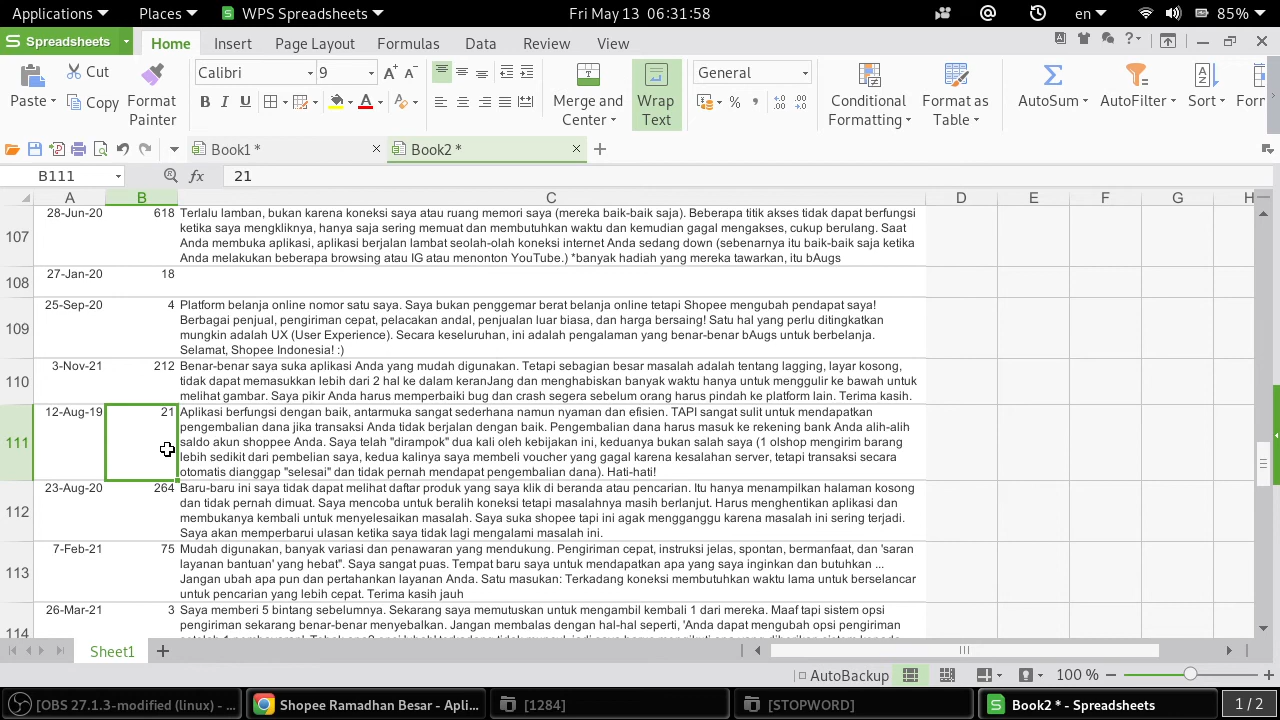 Applications Places WPS Spreadsheets Fri May 13 06:31:58 en 85%
Spreadsheets Home Insert Page Layout Formulas Data Review View
Paste Cut Copy Format Painter Calibri 9 B I U A A Merge and Center Wrap Text General Conditional Formatting Format as Table AutoSum AutoFilter Sort Form
Book1 * Book2 *
B111 fx 21
A B C D E F G H
107 28-Jun-20 618 Terlalu lamban, bukan karena koneksi saya atau ruang memori saya (mereka baik-baik saja). Beberapa titik akses tidak dapat berfungsi
ketika saya mengkliknya, hanya saja sering memuat dan membutuhkan waktu dan kemudian gagal mengakses, cukup berulang. Saat
Anda membuka aplikasi, aplikasi berjalan lambat seolah-olah koneksi internet Anda sedang down (sebenarnya itu baik-baik saja ketika
Anda melakukan beberapa browsing atau IG atau menonton YouTube.) *banyak hadiah yang mereka tawarkan, itu bAugs
108 27-Jan-20 18
109 25-Sep-20 4 Platform belanja online nomor satu saya. Saya bukan penggemar berat belanja online tetapi Shopee mengubah pendapat saya!
Berbagai penjual, pengiriman cepat, pelacakan andal, penjualan luar biasa, dan harga bersaing! Satu hal yang perlu ditingkatkan
mungkin adalah UX (User Experience). Secara keseluruhan, ini adalah pengalaman yang benar-benar bAugs untuk berbelanja.
Selamat, Shopee Indonesia! :)
110 3-Nov-21 212 Benar-benar saya suka aplikasi Anda yang mudah digunakan. Tetapi sebagian besar masalah adalah tentang lagging, layar kosong,
tidak dapat memasukkan lebih dari 2 hal ke dalam keranJang dan menghabiskan banyak waktu hanya untuk menggulir ke bawah untuk
melihat gambar. Saya pikir Anda harus memperbaiki bug dan crash segera sebelum orang harus pindah ke platform lain. Terima kasih.
111 12-Aug-19 21 Aplikasi berfungsi dengan baik, antarmuka sangat sederhana namun nyaman dan efisien. TAPI sangat sulit untuk mendapatkan
pengembalian dana jika transaksi Anda tidak berjalan dengan baik. Pengembalian dana harus masuk ke rekening bank Anda alih-alih
saldo akun shoppee Anda. Saya telah "dirampok" dua kali oleh kebijakan ini, keduanya bukan salah saya (1 olshop mengirim barang
lebih sedikit dari pembelian saya, kedua kalinya saya membeli voucher yang gagal karena kesalahan server, tetapi transaksi secara
otomatis dianggap "selesai" dan tidak pernah mendapat pengembalian dana). Hati-hati!
112 23-Aug-20 264 Baru-baru ini saya tidak dapat melihat daftar produk yang saya klik di beranda atau pencarian. Itu hanya menampilkan halaman kosong
dan tidak pernah dimuat. Saya mencoba untuk beralih koneksi tetapi masalahnya masih berlanjut. Harus menghentikan aplikasi dan
membukanya kembali untuk menyelesaikan masalah. Saya suka shopee tapi ini agak mengganggu karena masalah ini sering terjadi.
Saya akan memperbarui ulasan ketika saya tidak lagi mengalami masalah ini.
113 7-Feb-21 75 Mudah digunakan, banyak variasi dan penawaran yang mendukung. Pengiriman cepat, instruksi jelas, spontan, bermanfaat, dan 'saran
layanan bantuan' yang hebat". Saya sangat puas. Tempat baru saya untuk mendapatkan apa yang saya inginkan dan butuhkan ...
Jangan ubah apa pun dan pertahankan layanan Anda. Satu masukan: Terkadang koneksi membutuhkan waktu lama untuk berselancar
untuk pencarian yang lebih cepat. Terima kasih jauh
114 26-Mar-21 3 Saya memberi 5 bintang sebelumnya. Sekarang saya memutuskan untuk mengambil kembali 1 dari mereka. Maaf tapi sistem opsi
pengiriman sekarang benar-benar menyebalkan. Jangan membalas dengan hal-hal seperti, 'Anda dapat mengubah opsi pengiriman
Sheet1
AutoBackup 100 %
[OBS 27.1.3-modified (linux) - ... Shopee Ramadhan Besar - Apli... [1284] [STOPWORD] Book2 * - Spreadsheets 1 / 2